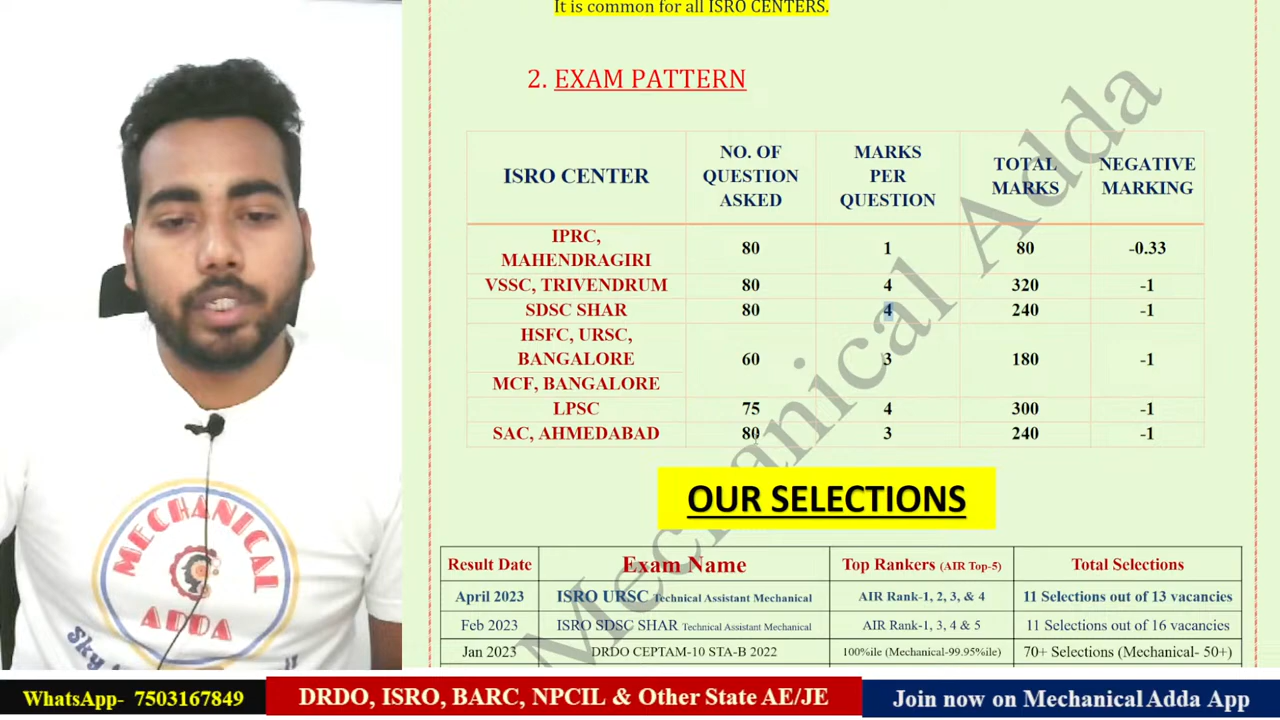 It is common for all ISRO CENTERS.
2. EXAM PATTERN
ISRO CENTER
NO. OF QUESTION ASKED
MARKS PER QUESTION
TOTAL MARKS
NEGATIVE MARKING
IPRC, MAHENDRAGIRI 80 1 80 -0.33
VSSC, TRIVENDRUM 80 4 320 -1
SDSC SHAR 80 4 240 -1
HSFC, URSC, BANGALORE
MCF, BANGALORE
60 3 180 -1
LPSC 75 4 300 -1
SAC, AHMEDABAD 80 3 240 -1
Mechanical Adda
OUR SELECTIONS
Result Date Exam Name Top Rankers (AIR Top-5) Total Selections
April 2023 ISRO URSC Technical Assistant Mechanical AIR Rank-1, 2, 3, & 4 11 Selections out of 13 vacancies
Feb 2023 ISRO SDSC SHAR Technical Assistant Mechanical AIR Rank-1, 3, 4 & 5 11 Selections out of 16 vacancies
Jan 2023 DRDO CEPTAM-10 STA-B 2022 100%ile (Mechanical-99.95%ile) 70+ Selections (Mechanical- 50+)
MECHANICAL
ADDA
Sky
WhatsApp- 7503167849
DRDO, ISRO, BARC, NPCIL & Other State AE/JE
Join now on Mechanical Adda App